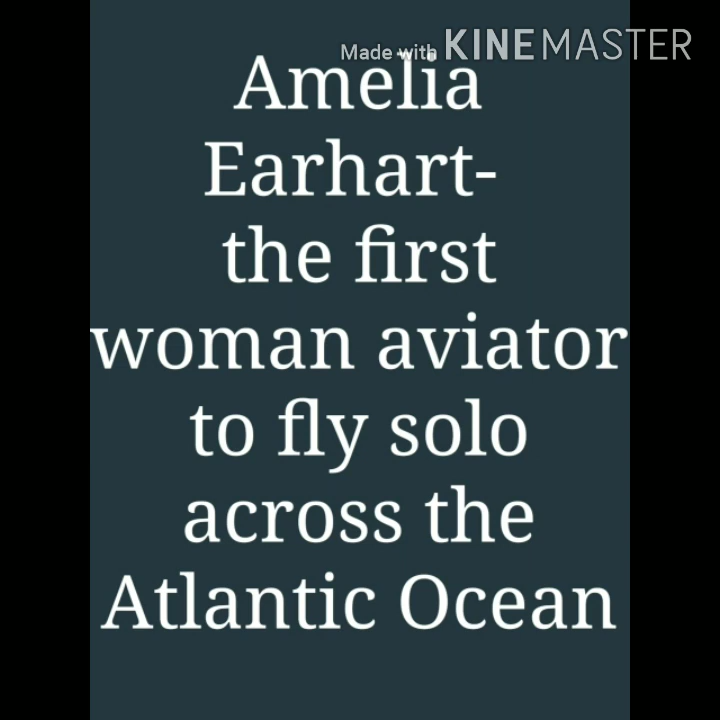 Made with KINEMASTER
Amelia
Earhart-
the first
woman aviator
to fly solo
across the
Atlantic Ocean